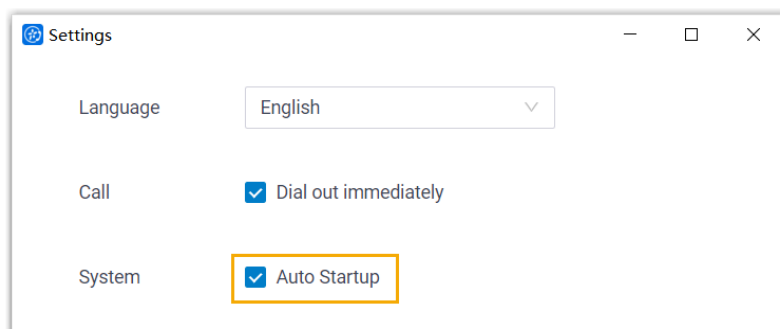 Settings
Language English
Call Dial out immediately
System Auto Startup